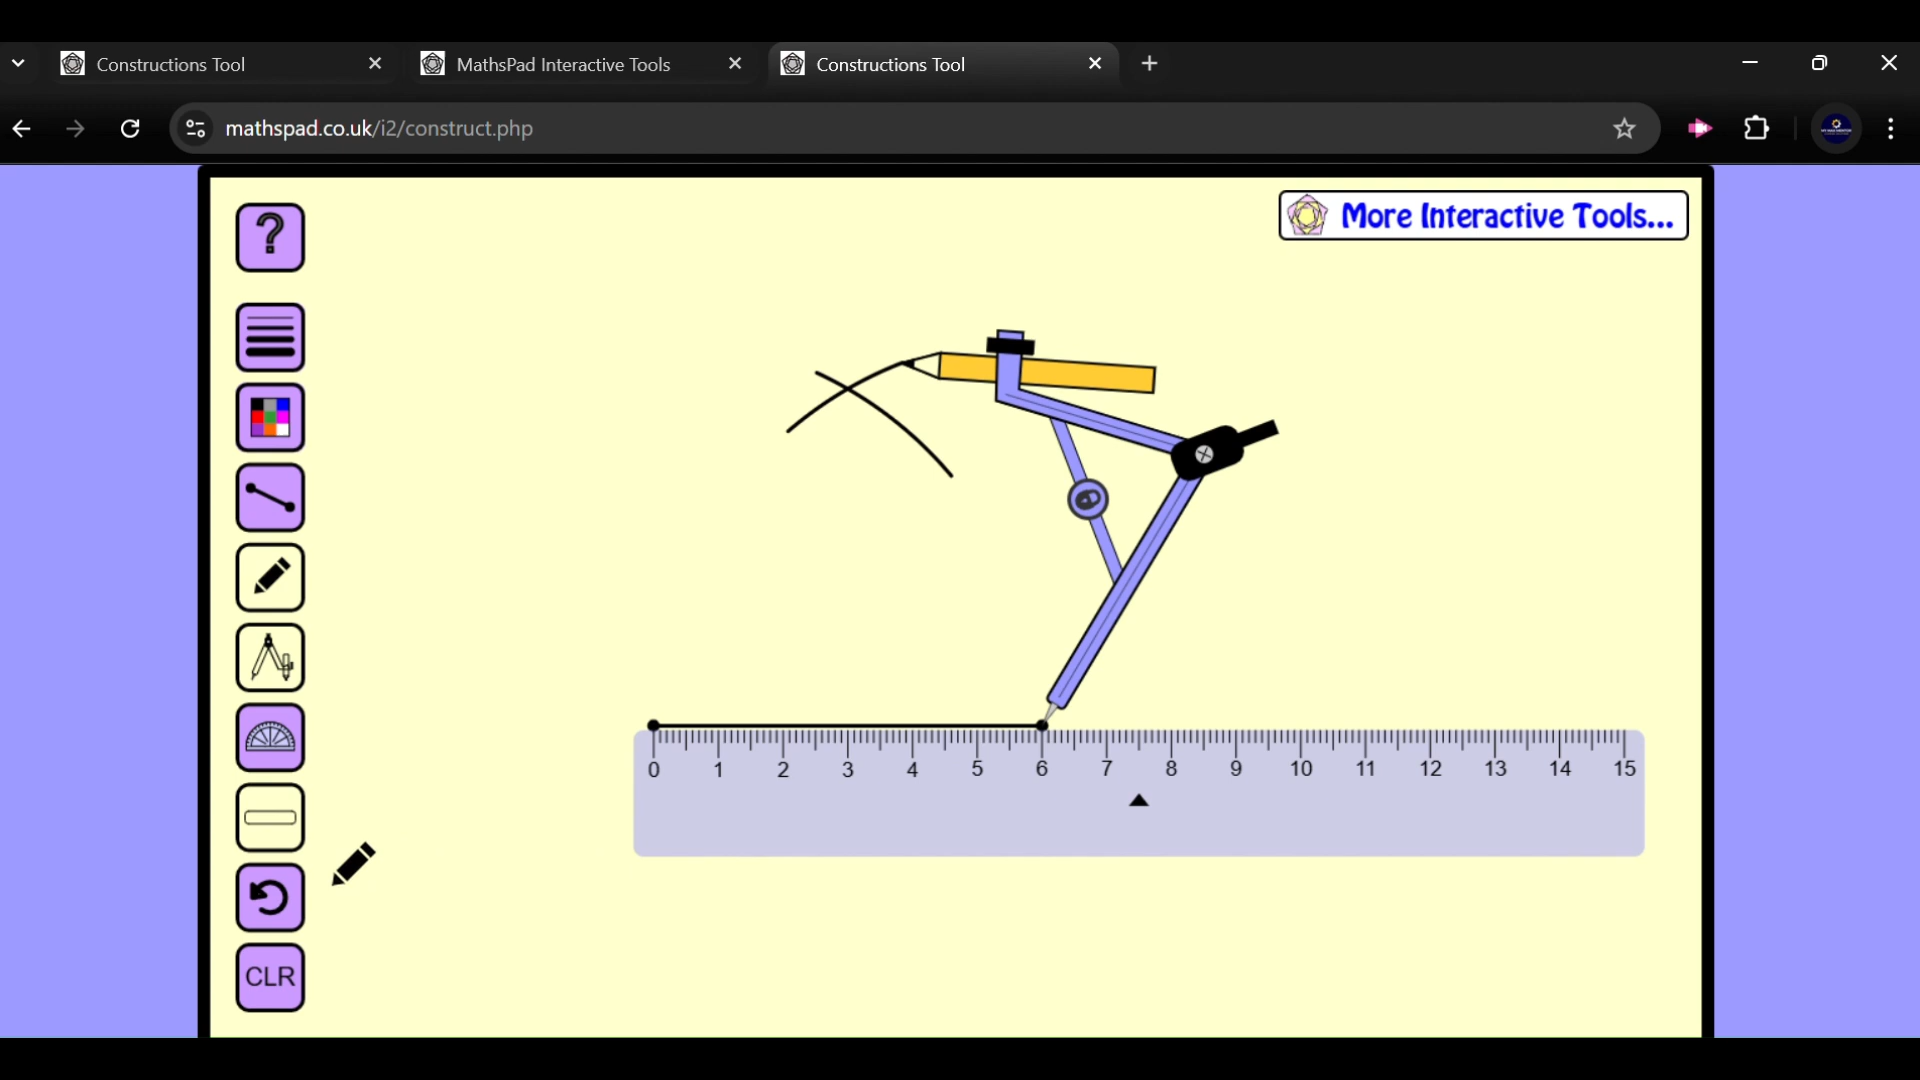 Constructions Tool
MathsPad Interactive Tools
Constructions Tool
mathspad.co.uk/i2/construct.php
?
More Interactive Tools...
0 1 2 3 4 5 6 7 8 9 10 11 12 13 14 15
CLR